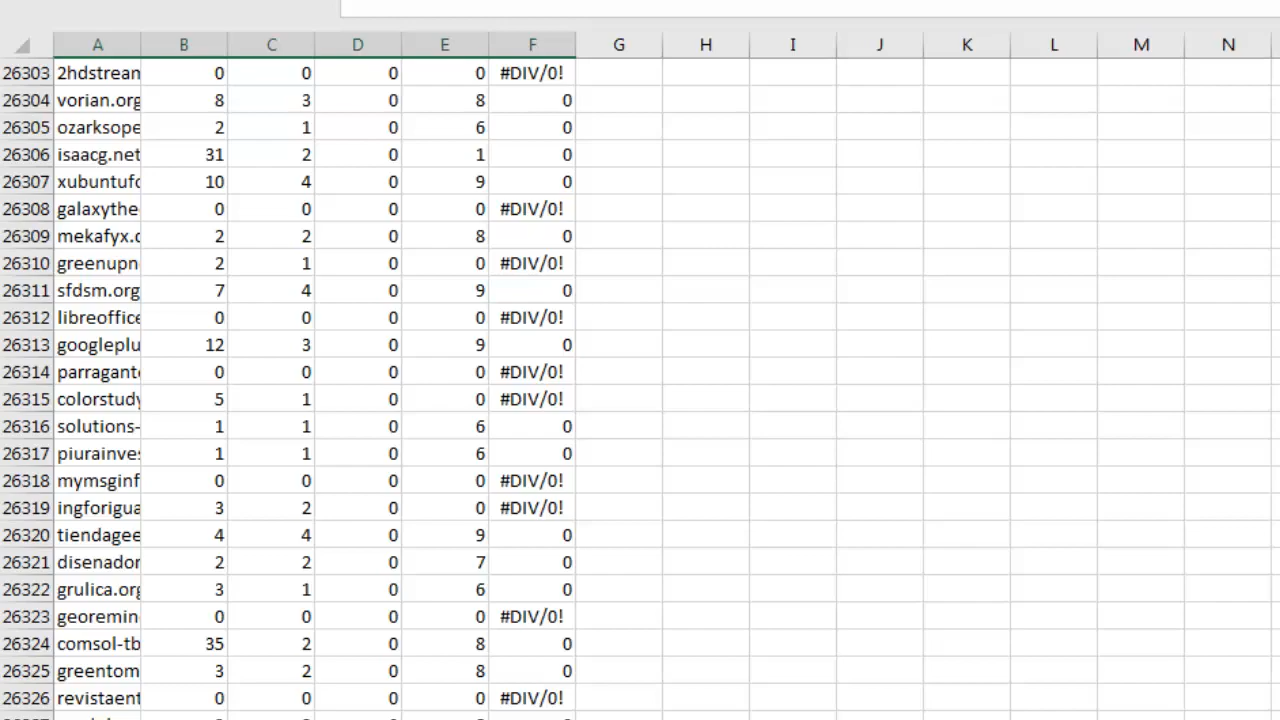 A B C D E F G H I J K L M N
26303 2hdstream 0 0 0 0 #DIV/0!
26304 vorian.org 8 3 0 8 0
26305 ozarksope 2 1 0 6 0
26306 isaacg.net 31 2 0 1 0
26307 xubuntufo 10 4 0 9 0
26308 galaxythe 0 0 0 0 #DIV/0!
26309 mekafyx.c 2 2 0 8 0
26310 greenupn 2 1 0 0 #DIV/0!
26311 sfdsm.org 7 4 0 9 0
26312 libreoffice 0 0 0 0 #DIV/0!
26313 googleplu 12 3 0 9 0
26314 parragant 0 0 0 0 #DIV/0!
26315 colorstudy 5 1 0 0 #DIV/0!
26316 solutions- 1 1 0 6 0
26317 piurainves 1 1 0 6 0
26318 mymsginf 0 0 0 0 #DIV/0!
26319 ingforigua 3 2 0 0 #DIV/0!
26320 tiendagee 4 4 0 9 0
26321 disenador 2 2 0 7 0
26322 grulica.org 3 1 0 6 0
26323 georemin 0 0 0 0 #DIV/0!
26324 comsol-tb 35 2 0 8 0
26325 greentom 3 2 0 8 0
26326 revistaent 0 0 0 0 #DIV/0!